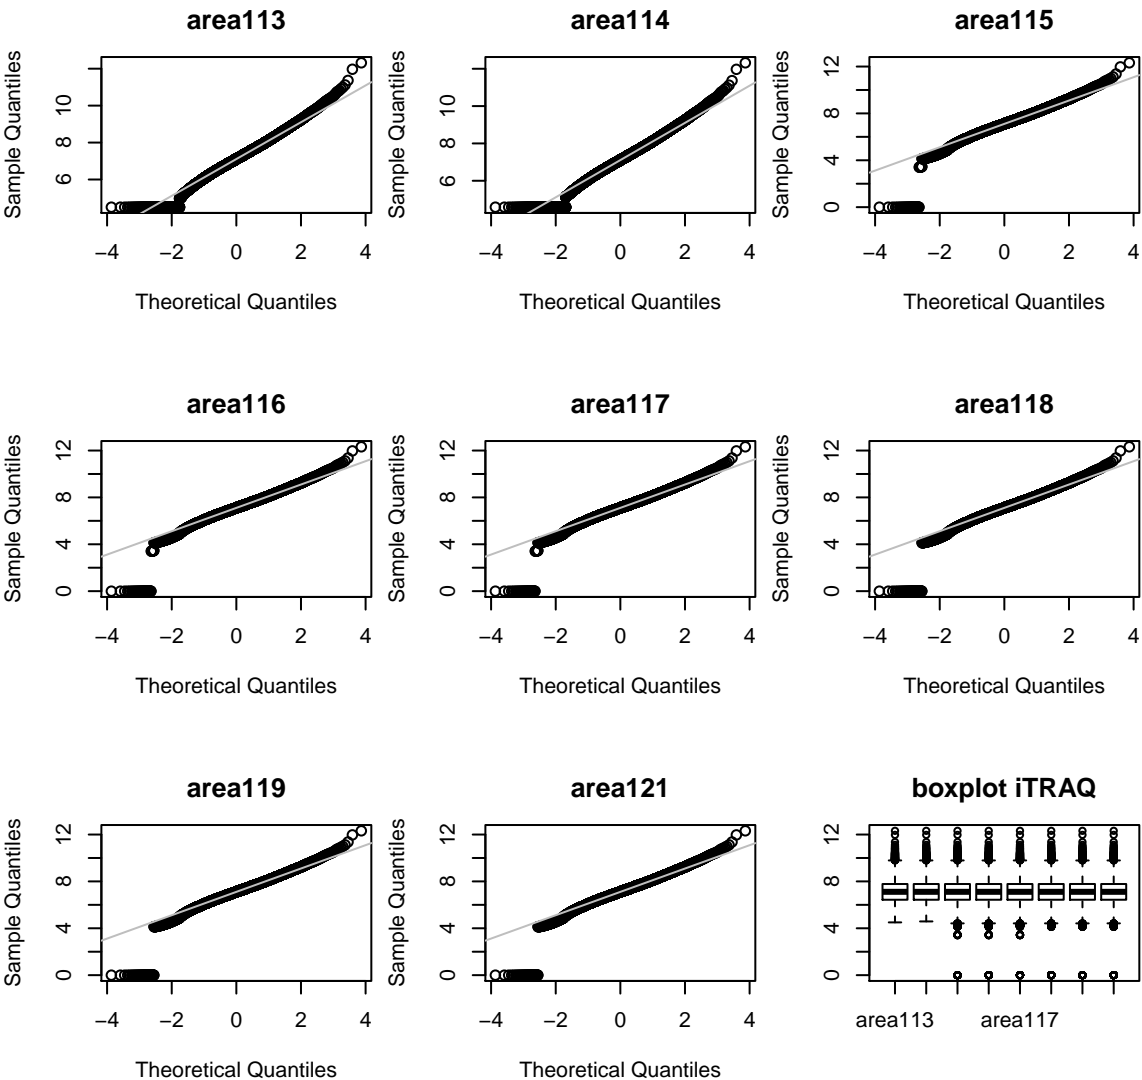 area113
Sample Quantiles
6 8 10
−4 −2 0 2 4
Theoretical Quantiles
area114
Sample Quantiles
6 8 10
−4 −2 0 2 4
Theoretical Quantiles
area115
Sample Quantiles
0 4 8 12
−4 −2 0 2 4
Theoretical Quantiles
area116
Sample Quantiles
0 4 8 12
−4 −2 0 2 4
Theoretical Quantiles
area117
Sample Quantiles
0 4 8 12
−4 −2 0 2 4
Theoretical Quantiles
area118
Sample Quantiles
0 4 8 12
−4 −2 0 2 4
Theoretical Quantiles
area119
Sample Quantiles
0 4 8 12
−4 −2 0 2 4
Theoretical Quantiles
area121
Sample Quantiles
0 4 8 12
−4 −2 0 2 4
Theoretical Quantiles
boxplot iTRAQ
0 4 8 12
area113 area117